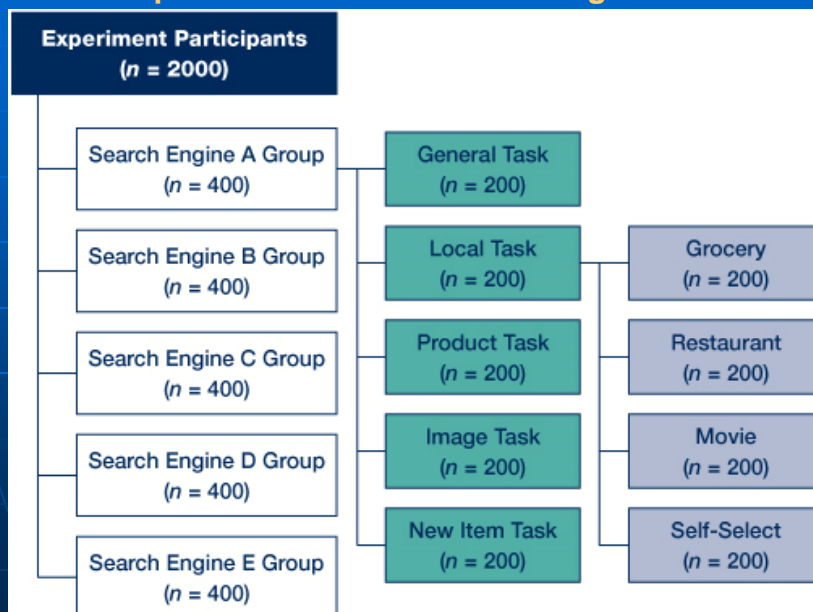 Experiment Participants
(n = 2000)
Search Engine A Group
(n = 400)
Search Engine B Group
(n = 400)
Search Engine C Group
(n = 400)
Search Engine D Group
(n = 400)
Search Engine E Group
(n = 400)
General Task
(n = 200)
Local Task
(n = 200)
Product Task
(n = 200)
Image Task
(n = 200)
New Item Task
(n = 200)
Grocery
(n = 200)
Restaurant
(n = 200)
Movie
(n = 200)
Self-Select
(n = 200)